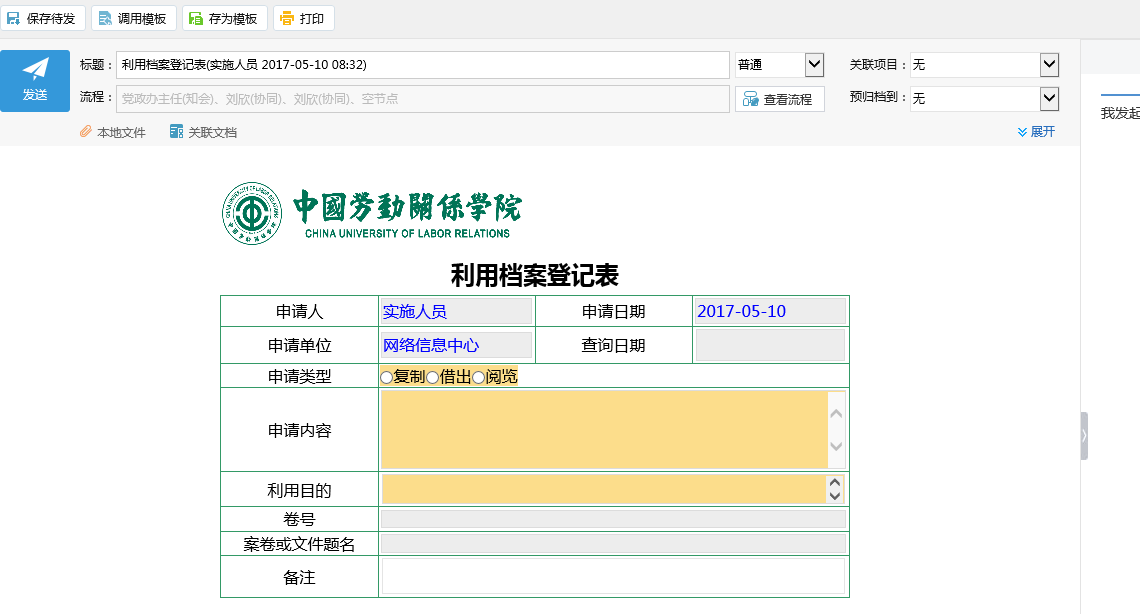 保存待发 调用模板 存为模板 打印
发送
标题： 利用档案登记表(实施人员 2017-05-10 08:32) 普通 关联项目： 无
流程： 党政办主任(知会)、刘欣(协同)、刘欣(协同)、空节点 查看流程 预归档到： 无
我发起
本地文件 关联文档 展开
中國勞動關係學院
CHINA UNIVERSITY OF LABOR RELATIONS
利用档案登记表
申请人 实施人员 申请日期 2017-05-10
申请单位 网络信息中心 查询日期
申请类型 复制 借出 阅览
申请内容
利用目的
卷号
案卷或文件题名
备注